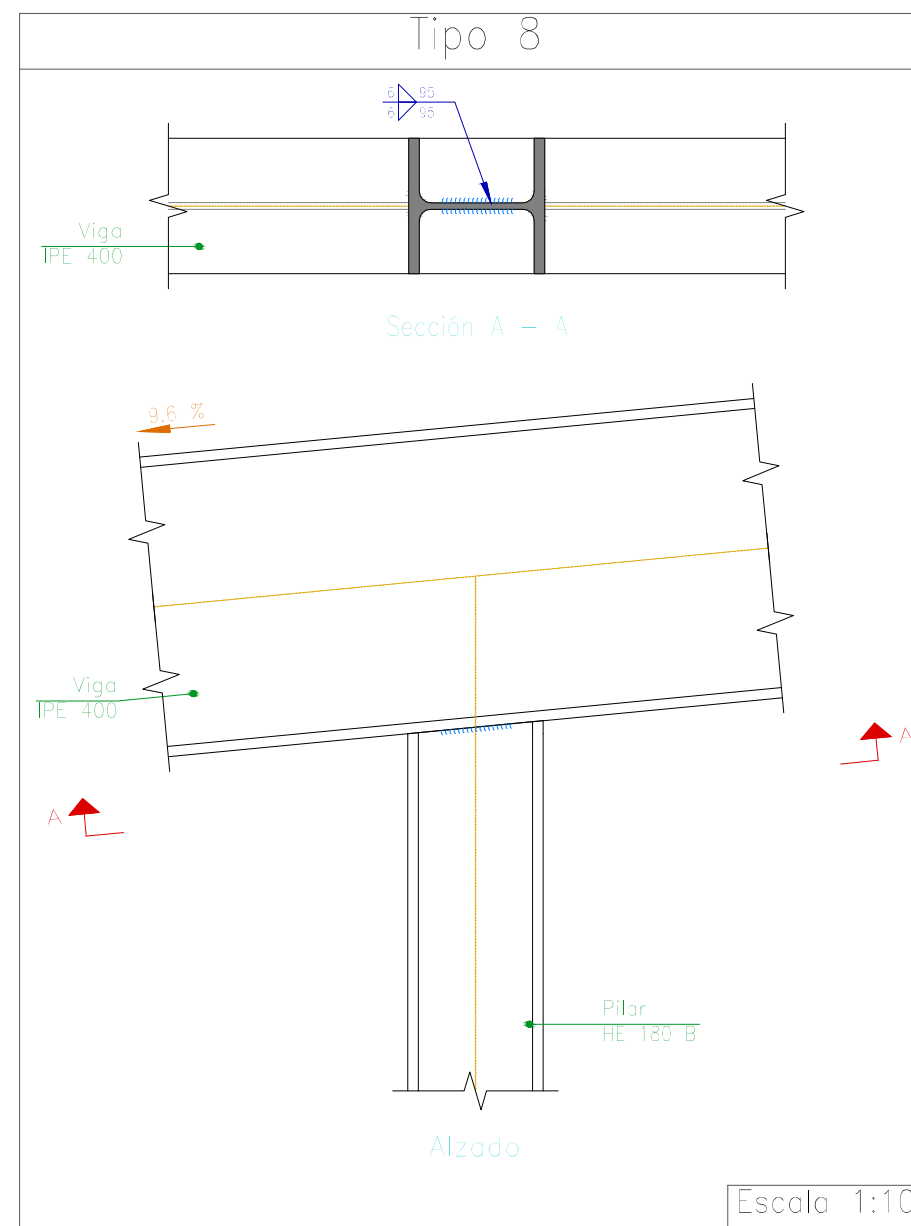 Tipo 8
6 95
6 95
Viga
IPE 400
Sección A - A
9.6 %
Viga
IPE 400
A
A
Pilar
HE 180 B
Alzado
Escala 1:10